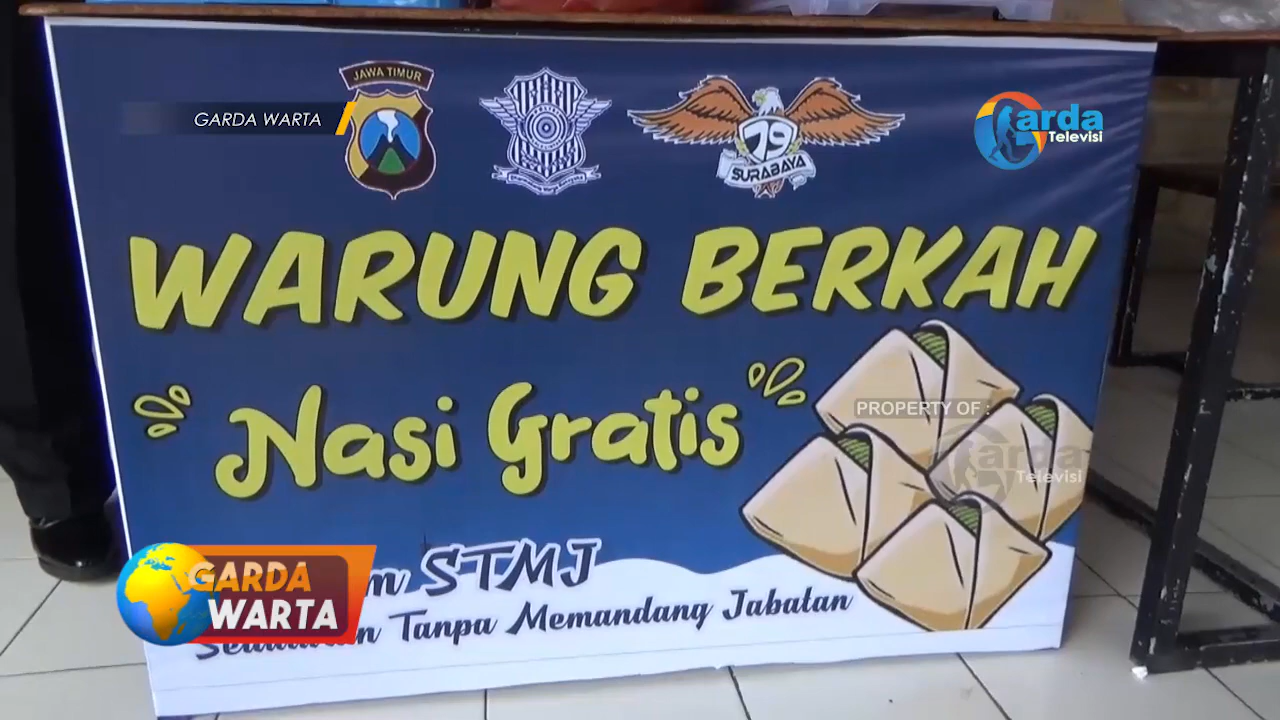 JAWA TIMUR
GARDA WARTA
79
SURABAYA
Garda
Televisi
WARUNG BERKAH
Nasi Gratis
PROPERTY OF :
Garda
Televisi
STMJ
Tanpa Memandang Jabatan
GARDA
WARTA